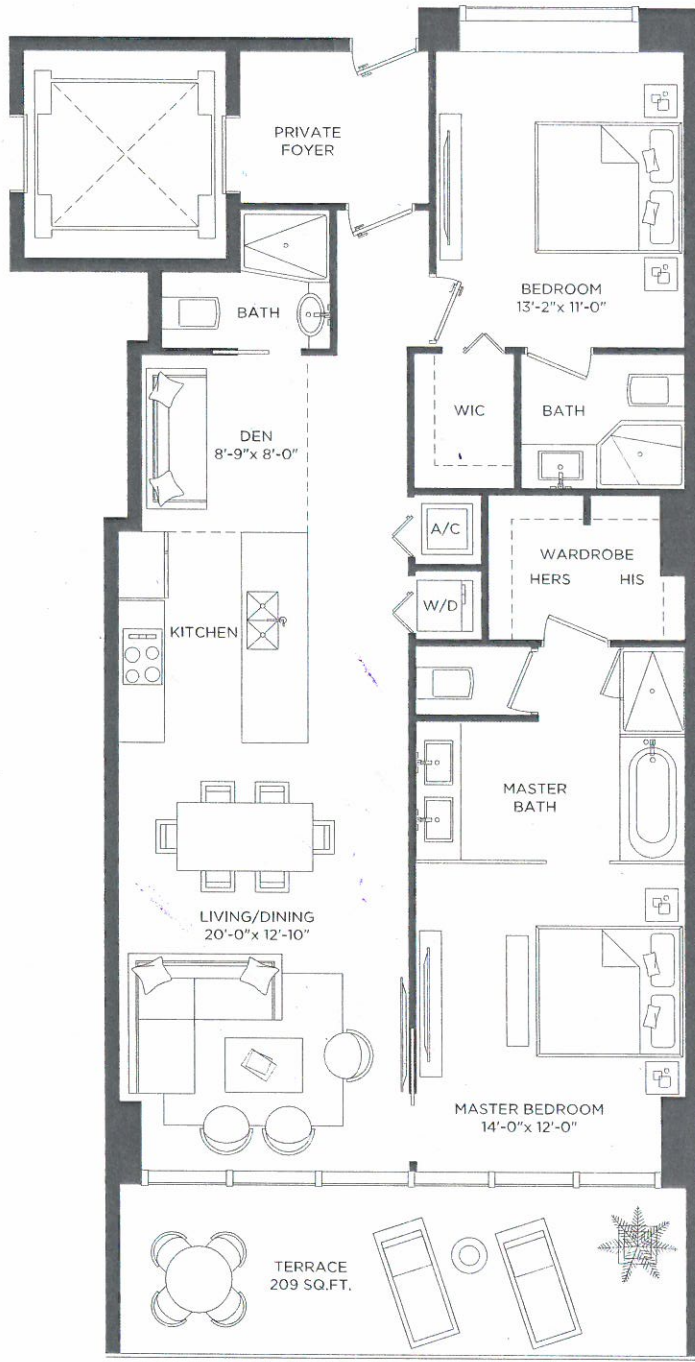 PRIVATE
FOYER
BEDROOM
13'-2"x 11'-0"
BATH
WIC
BATH
DEN
8'-9"x 8'-0"
A/C
WARDROBE
HERS HIS
W/D
KITCHEN
MASTER
BATH
LIVING/DINING
20'-0"x 12'-10"
MASTER BEDROOM
14'-0"x 12'-0"
TERRACE
209 SQ.FT.